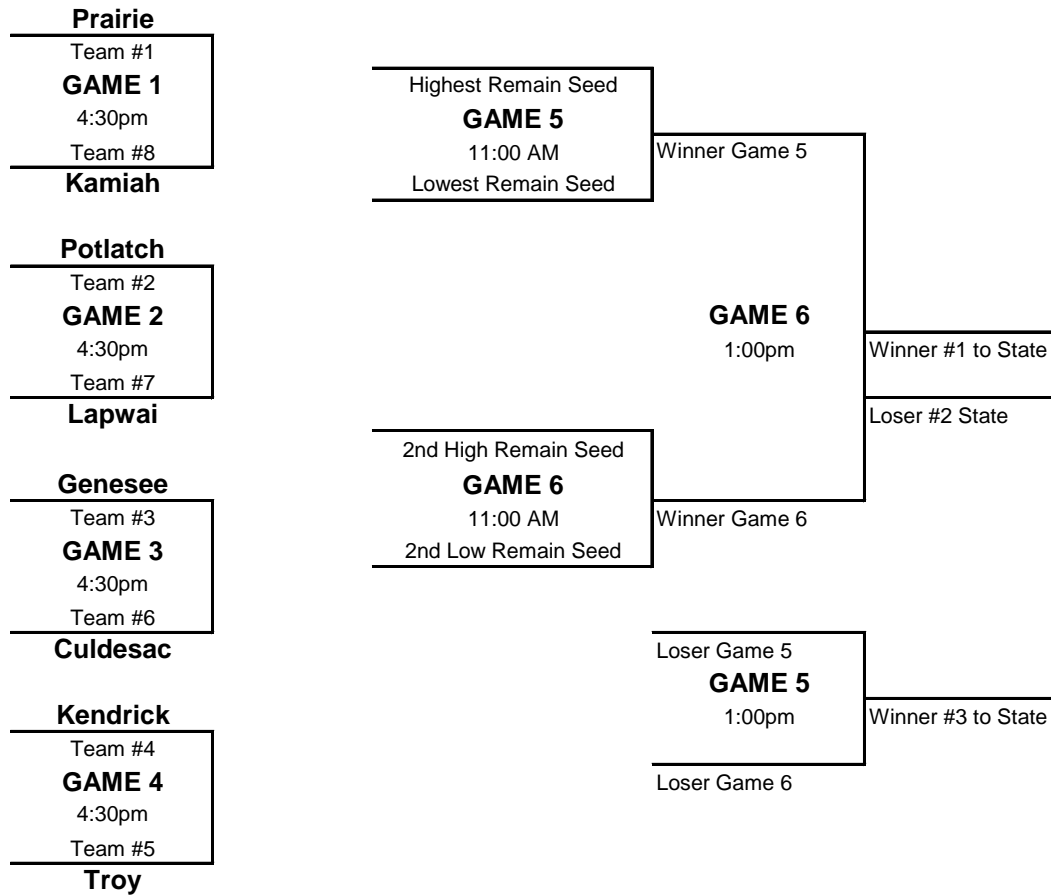 Prairie
Team #1
GAME 1
4:30pm
Team #8
Kamiah
Potlatch
Team #2
GAME 2
4:30pm
Team #7
Lapwai
Genesee
Team #3
GAME 3
4:30pm
Team #6
Culdesac
Kendrick
Team #4
GAME 4
4:30pm
Team #5
Troy
Highest Remain Seed
GAME 5
11:00 AM
Lowest Remain Seed
2nd High Remain Seed
GAME 6
11:00 AM
2nd Low Remain Seed
Winner Game 5
GAME 6
1:00pm
Winner Game 6
Loser Game 5
GAME 5
1:00pm
Loser Game 6
Winner #1 to State
Loser #2 State
Winner #3 to State